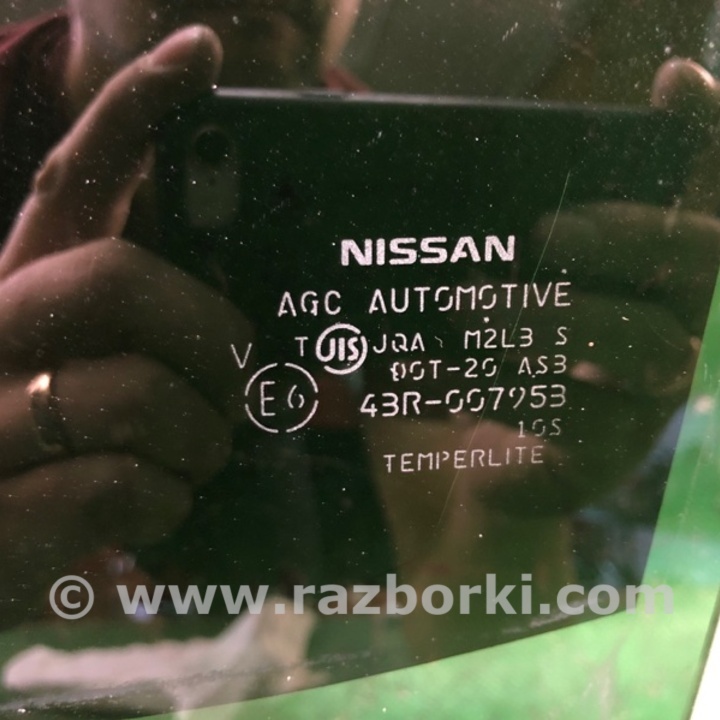 NISSAN
AGC AUTOMOTIVE
T JIS JQA M2L3 S
V
DOT-20 AS3
E6 43R-007953
10S
TEMPERLITE
© www.razborki.com